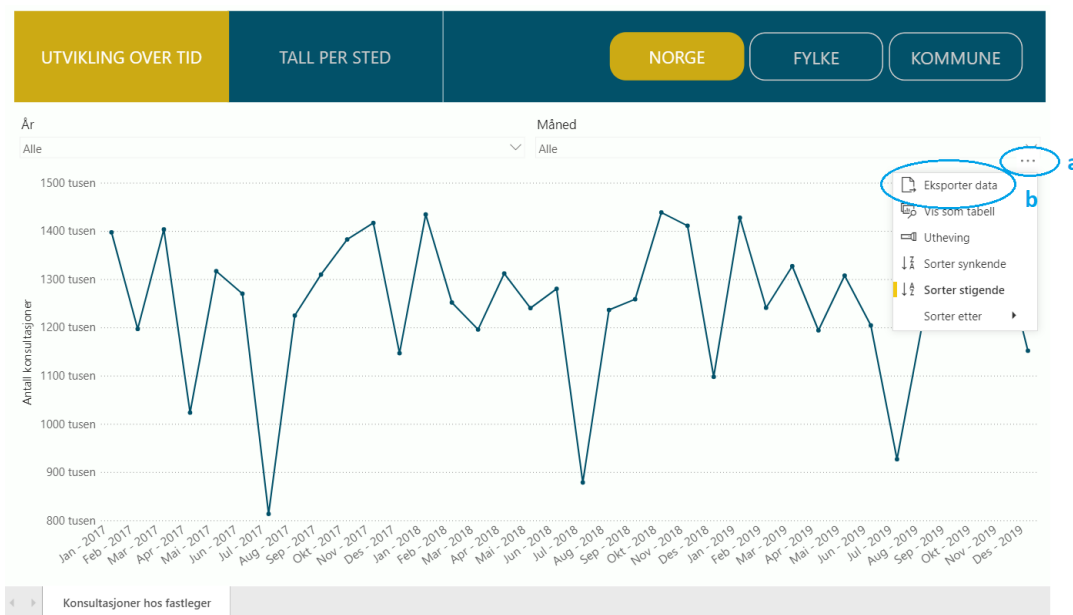 UTVIKLING OVER TID
TALL PER STED
NORGE
FYLKE
KOMMUNE
År
Måned
Alle
Alle
...
a
Eksporter data
b
Vis som tabell
Utheving
Sorter synkende
Sorter stigende
Sorter etter
Antall konsultasjoner
1500 tusen
1400 tusen
1300 tusen
1200 tusen
1100 tusen
1000 tusen
900 tusen
800 tusen
Jan - 2017
Feb - 2017
Mar - 2017
Apr - 2017
Mai - 2017
Jun - 2017
Jul - 2017
Aug - 2017
Sep - 2017
Okt - 2017
Nov - 2017
Des - 2017
Jan - 2018
Feb - 2018
Mar - 2018
Apr - 2018
Mai - 2018
Jun - 2018
Jul - 2018
Aug - 2018
Sep - 2018
Okt - 2018
Nov - 2018
Des - 2018
Jan - 2019
Feb - 2019
Mar - 2019
Apr - 2019
Mai - 2019
Jun - 2019
Jul - 2019
Aug - 2019
Sep - 2019
Okt - 2019
Nov - 2019
Des - 2019
Konsultasjoner hos fastleger